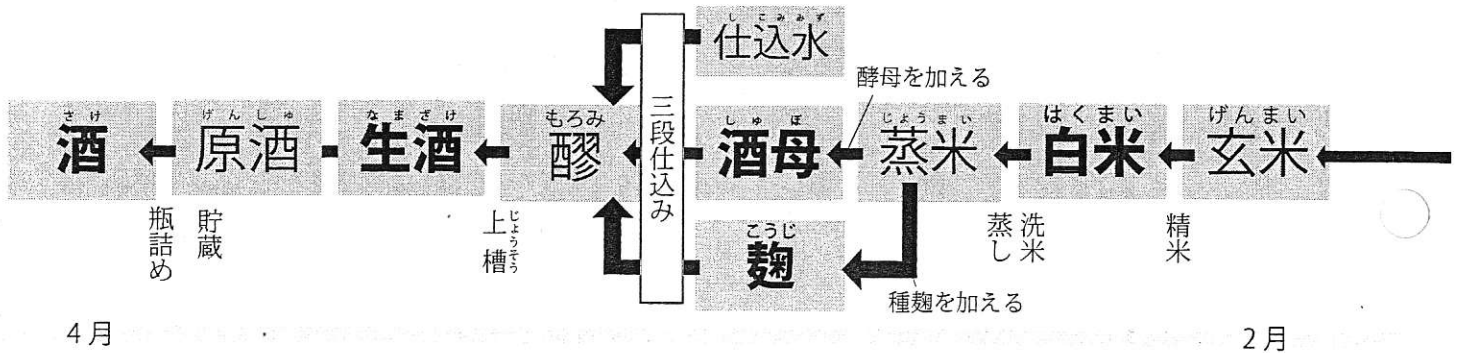 げんまい
玄米
精米
はくまい
白米
洗米
蒸し
じょうまい
蒸米
酵母を加える
種麹を加える
しこみみず
仕込水
しゅぼ
酒母
こうじ
麹
三段仕込み
もろみ
醪
じょうそう
上槽
なまざけ
生酒
げんしゅ
原酒
貯蔵
瓶詰め
さけ
酒
2月
4月